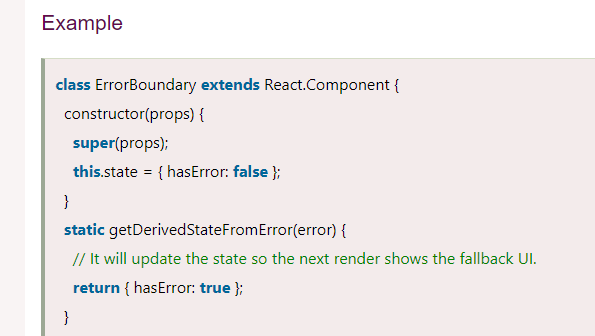 Example
class ErrorBoundary extends React.Component {
constructor(props) {
super(props);
this.state = { hasError: false };
}
static getDerivedStateFromError(error) {
// It will update the state so the next render shows the fallback UI.
return { hasError: true };
}